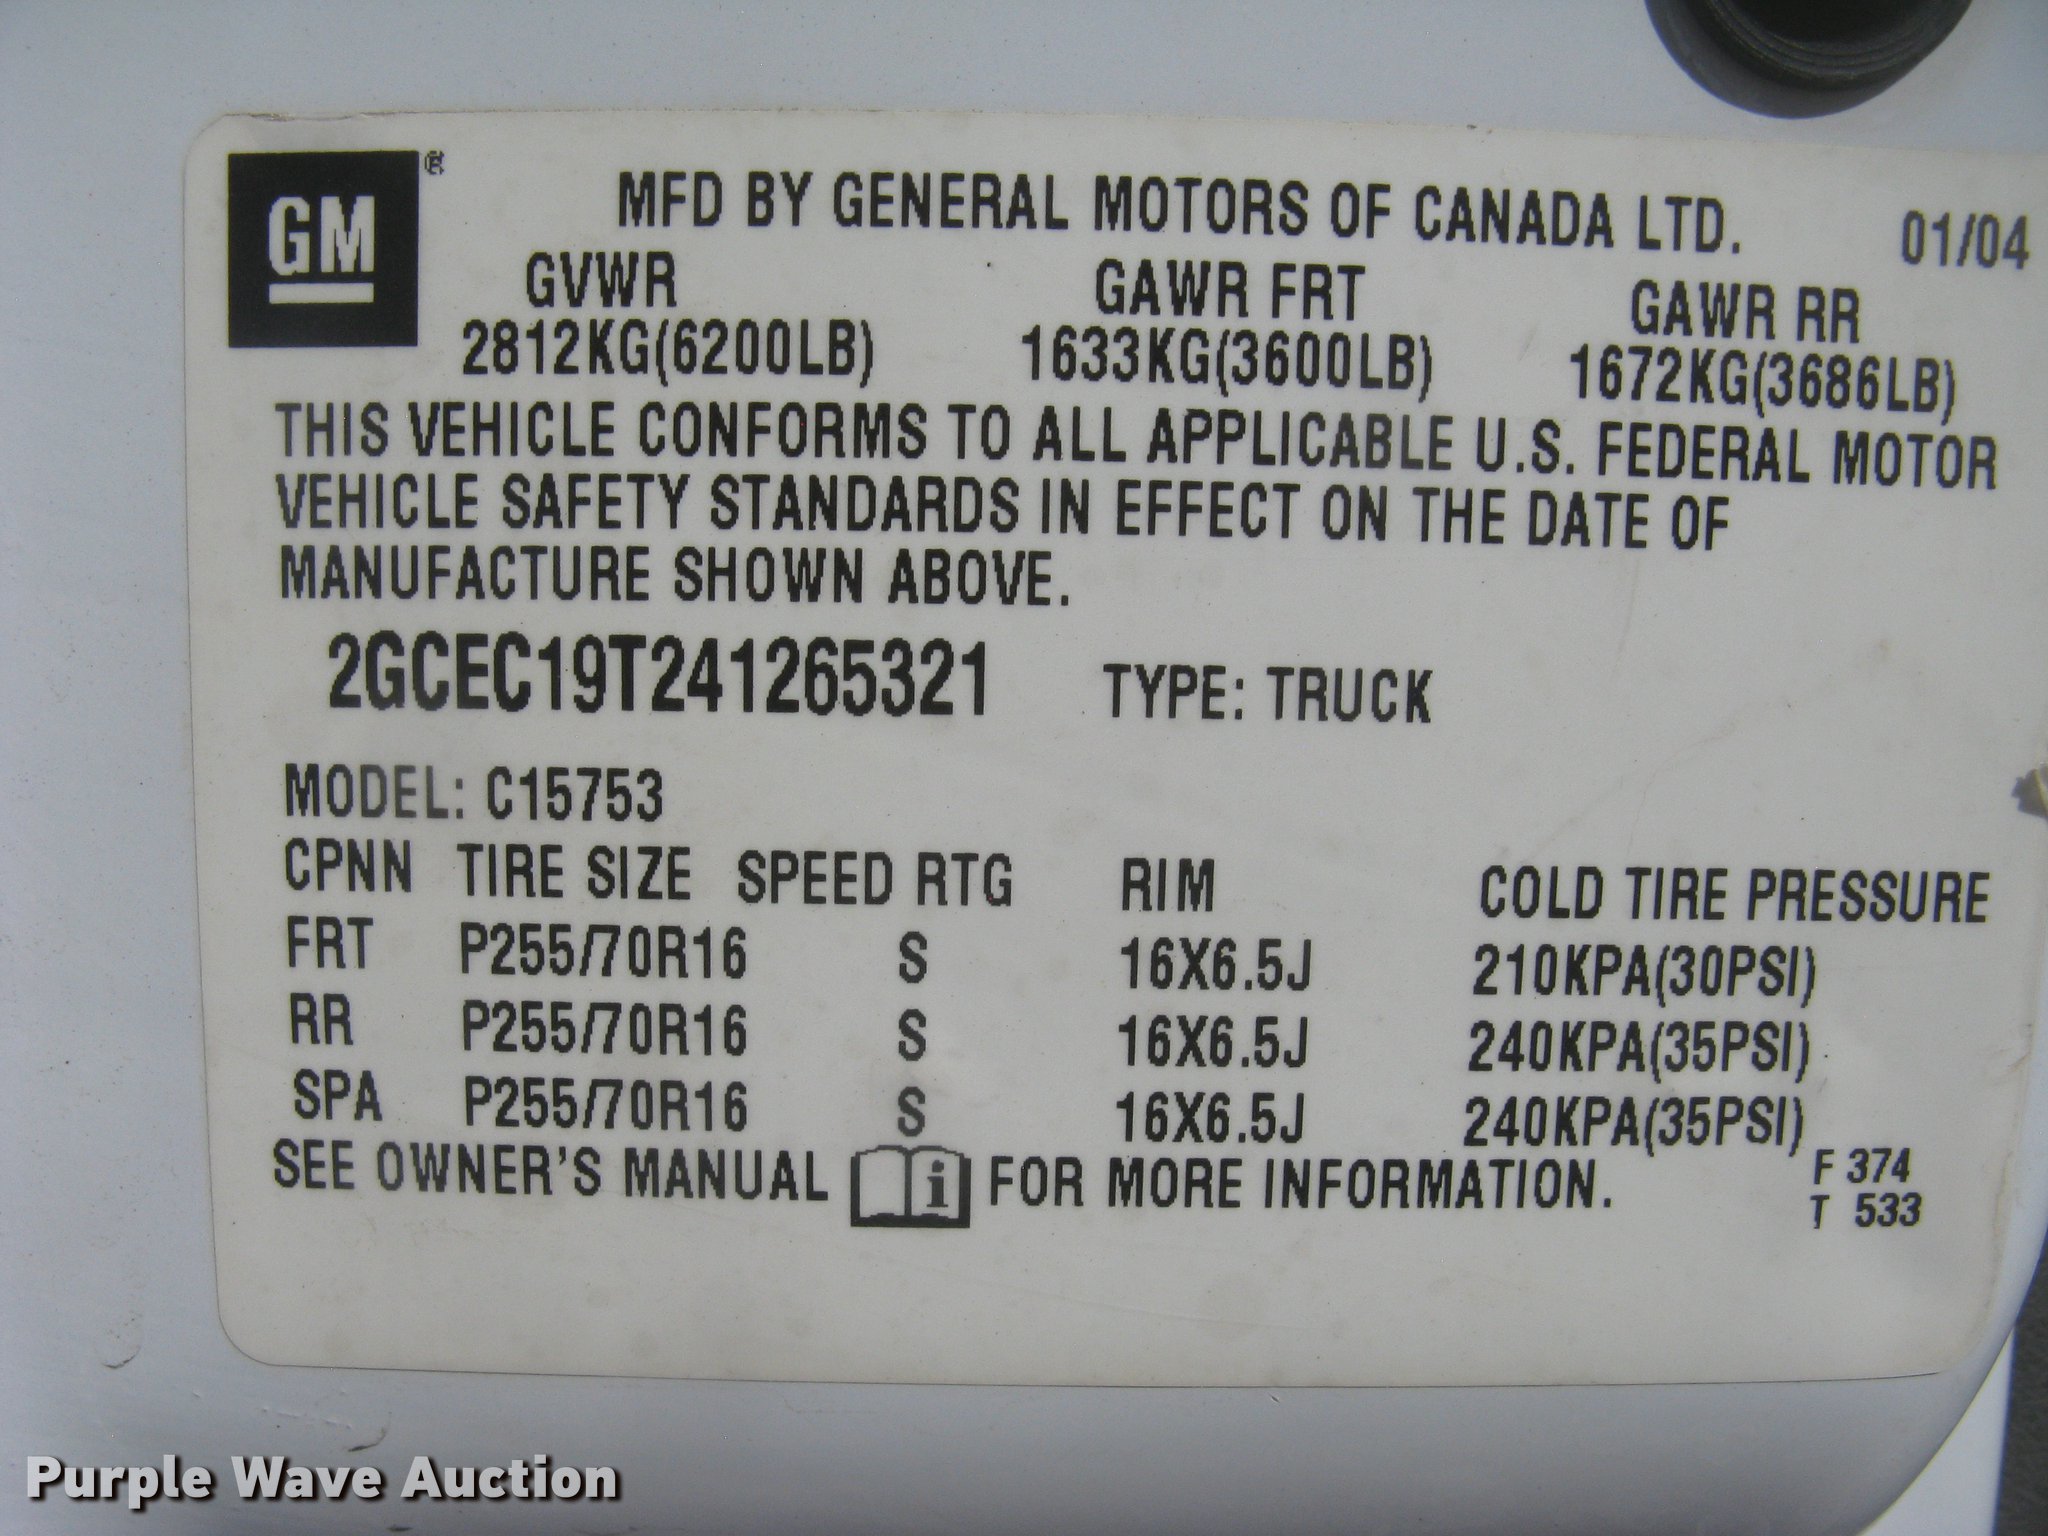 GM®
MFD BY GENERAL MOTORS OF CANADA LTD. 01/04
GVWR GAWR FRT GAWR RR
2812KG(6200LB) 1633KG(3600LB) 1672KG(3686LB)
THIS VEHICLE CONFORMS TO ALL APPLICABLE U.S. FEDERAL MOTOR
VEHICLE SAFETY STANDARDS IN EFFECT ON THE DATE OF
MANUFACTURE SHOWN ABOVE.
2GCEC19T241265321 TYPE: TRUCK
MODEL: C15753
CPNN TIRE SIZE SPEED RTG RIM COLD TIRE PRESSURE
FRT P255/70R16 S 16X6.5J 210KPA(30PSI)
RR P255/70R16 S 16X6.5J 240KPA(35PSI)
SPA P255/70R16 S 16X6.5J 240KPA(35PSI)
SEE OWNER'S MANUAL i FOR MORE INFORMATION.
F 374
T 533
Purple Wave Auction